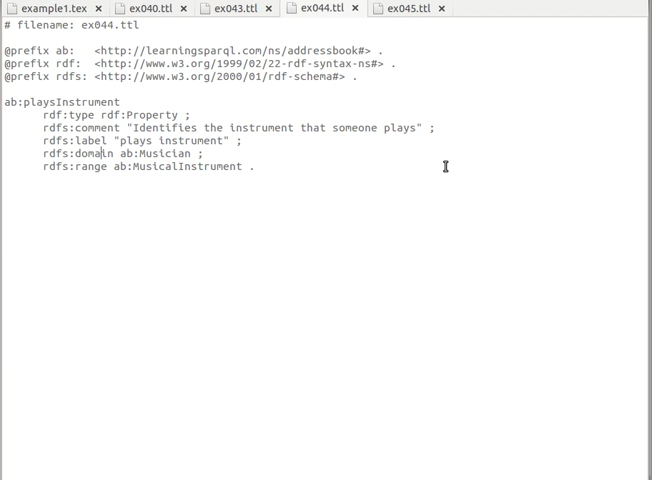 example1.tex ex040.ttl ex043.ttl ex044.ttl ex045.ttl
# filename: ex044.ttl
@prefix ab:   <http://learningsparql.com/ns/addressbook#> .
@prefix rdf:  <http://www.w3.org/1999/02/22-rdf-syntax-ns#> .
@prefix rdfs: <http://www.w3.org/2000/01/rdf-schema#> .
ab:playsInstrument
      rdf:type rdf:Property ;
      rdfs:comment "Identifies the instrument that someone plays" ;
      rdfs:label "plays instrument" ;
      rdfs:domain ab:Musician ;
      rdfs:range ab:MusicalInstrument .